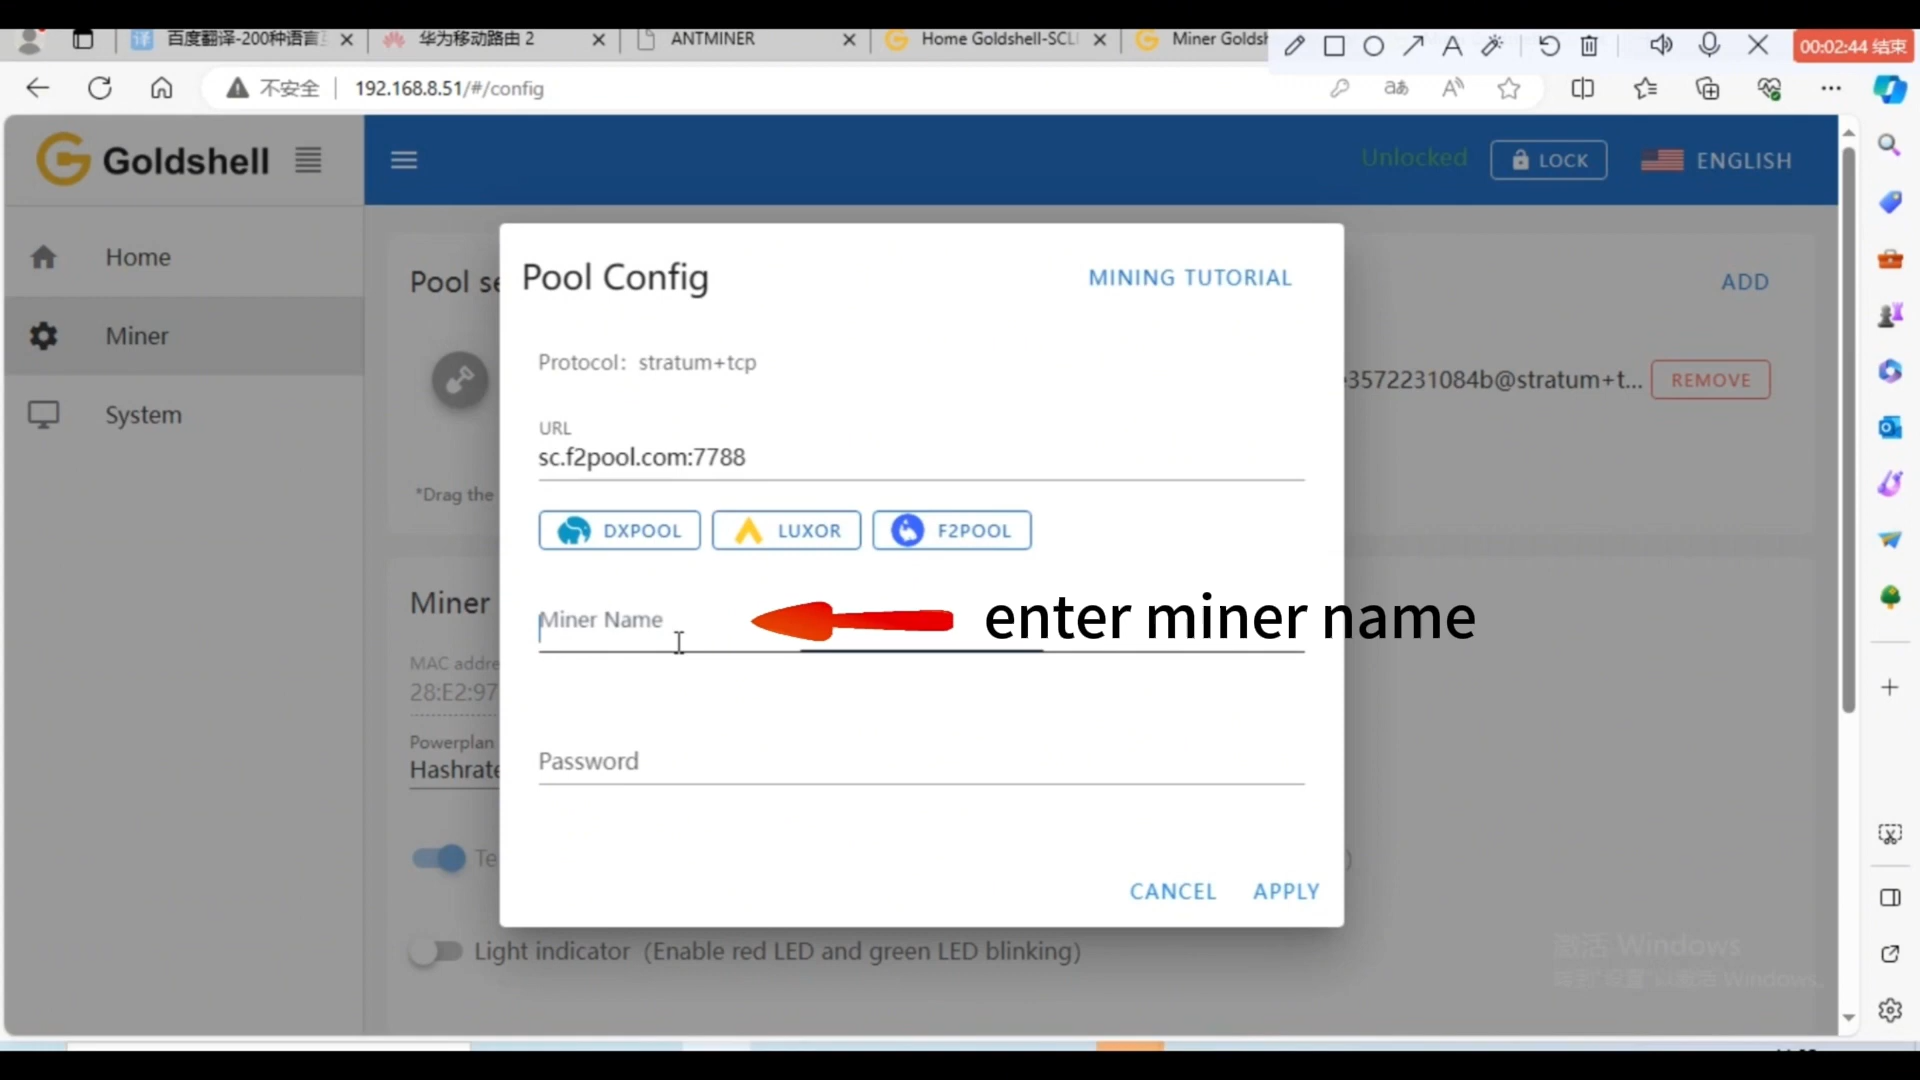 百度翻译-200种语言
华为移动路由 2
ANTMINER
Home Goldshell-SCLI
Miner Goldsh
00:02:44 结束
不安全
192.168.8.51/#/config
Goldshell
Unlocked
LOCK
ENGLISH
Home
Miner
System
Pool se
ADD
3572231084b@stratum+t...
REMOVE
*Drag the
Pool Config
MINING TUTORIAL
Protocol: stratum+tcp
URL
sc.f2pool.com:7788
DXPOOL
LUXOR
F2POOL
Miner Name
enter miner name
Password
CANCEL
APPLY
Miner
MAC addre
28:E2:97
Powerplan
Hashrate
Te
Light indicator (Enable red LED and green LED blinking)
激活 Windows